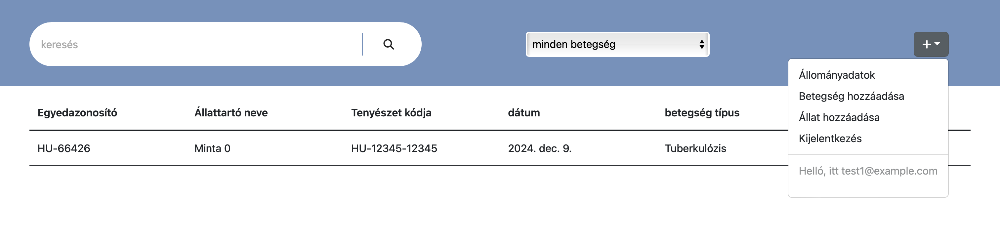 keresés
minden betegség
Állományadatok
Betegség hozzáadása
Állat hozzáadása
Kijelentkezés
Helló, itt test1@example.com
Egyedazonosító Állattartó neve Tenyészet kódja dátum betegség típus
HU-66426 Minta 0 HU-12345-12345 2024. dec. 9. Tuberkulózis